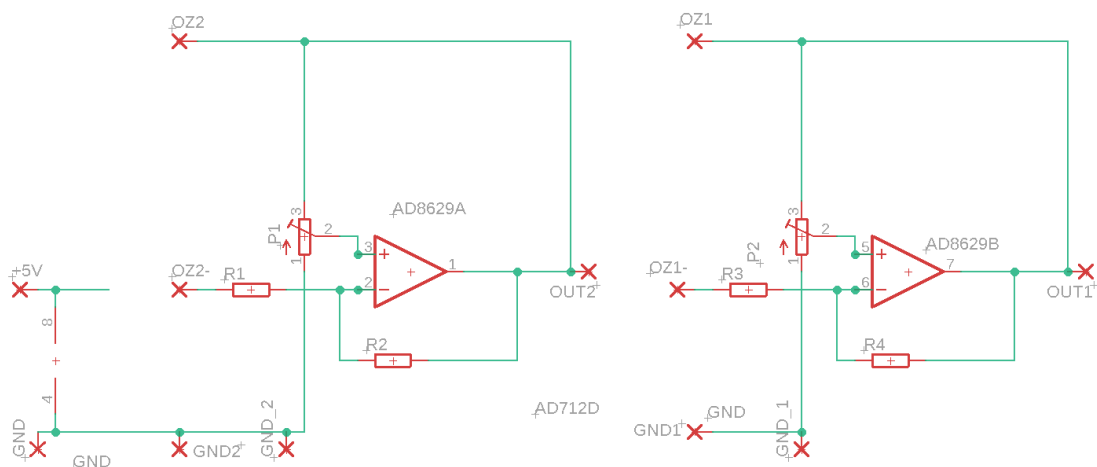 OZ2
OZ1
3
P1
2
1
AD8629A
3
2
1
OUT2
+5V
OZ2-
R1
R2
8
4
GND
GND
GND2
GND_2
AD712D
3
P2
2
1
AD8629B
5
6
7
OUT1
OZ1-
R3
R4
GND1
GND
GND_1